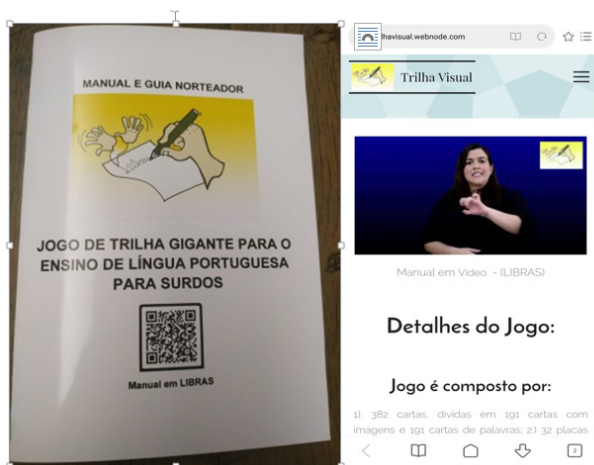 MANUAL E GUIA NORTEADOR
JOGO DE TRILHA GIGANTE PARA O
ENSINO DE LÍNGUA PORTUGUESA
PARA SURDOS
Manual em LIBRAS
lhavisual.webnode.com
Trilha Visual
Manual em Vídeo - (LIBRAS)
Detalhes do Jogo:
Jogo é composto por:
1). 382 cartas, dividas em 191 cartas com
imagens e 191 cartas de palavras; 2.) 32 placas
2